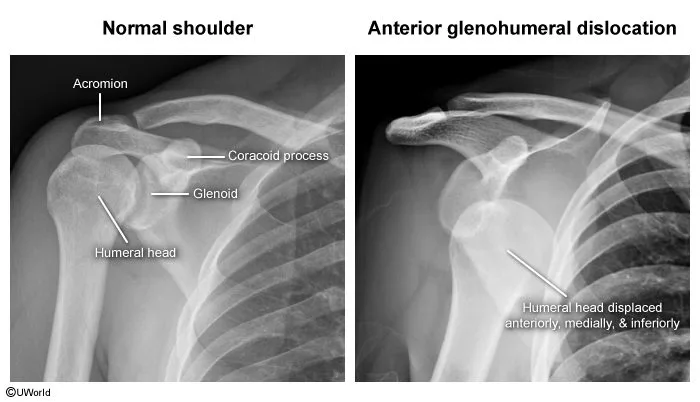 Normal shoulder
Anterior glenohumeral dislocation
Acromion
Coracoid process
Glenoid
Humeral head
Humeral head displaced
anteriorly, medially, & inferiorly
©UWorld